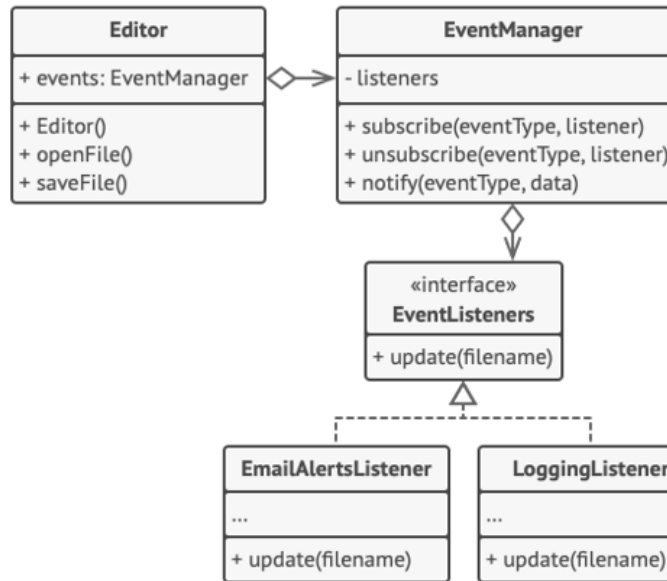 Editor
+ events: EventManager
+ Editor()
+ openFile()
+ saveFile()
EventManager
- listeners
+ subscribe(eventType, listener)
+ unsubscribe(eventType, listener)
+ notify(eventType, data)
«interface»
EventListeners
+ update(filename)
EmailAlertsListener
...
+ update(filename)
LoggingListener
...
+ update(filename)